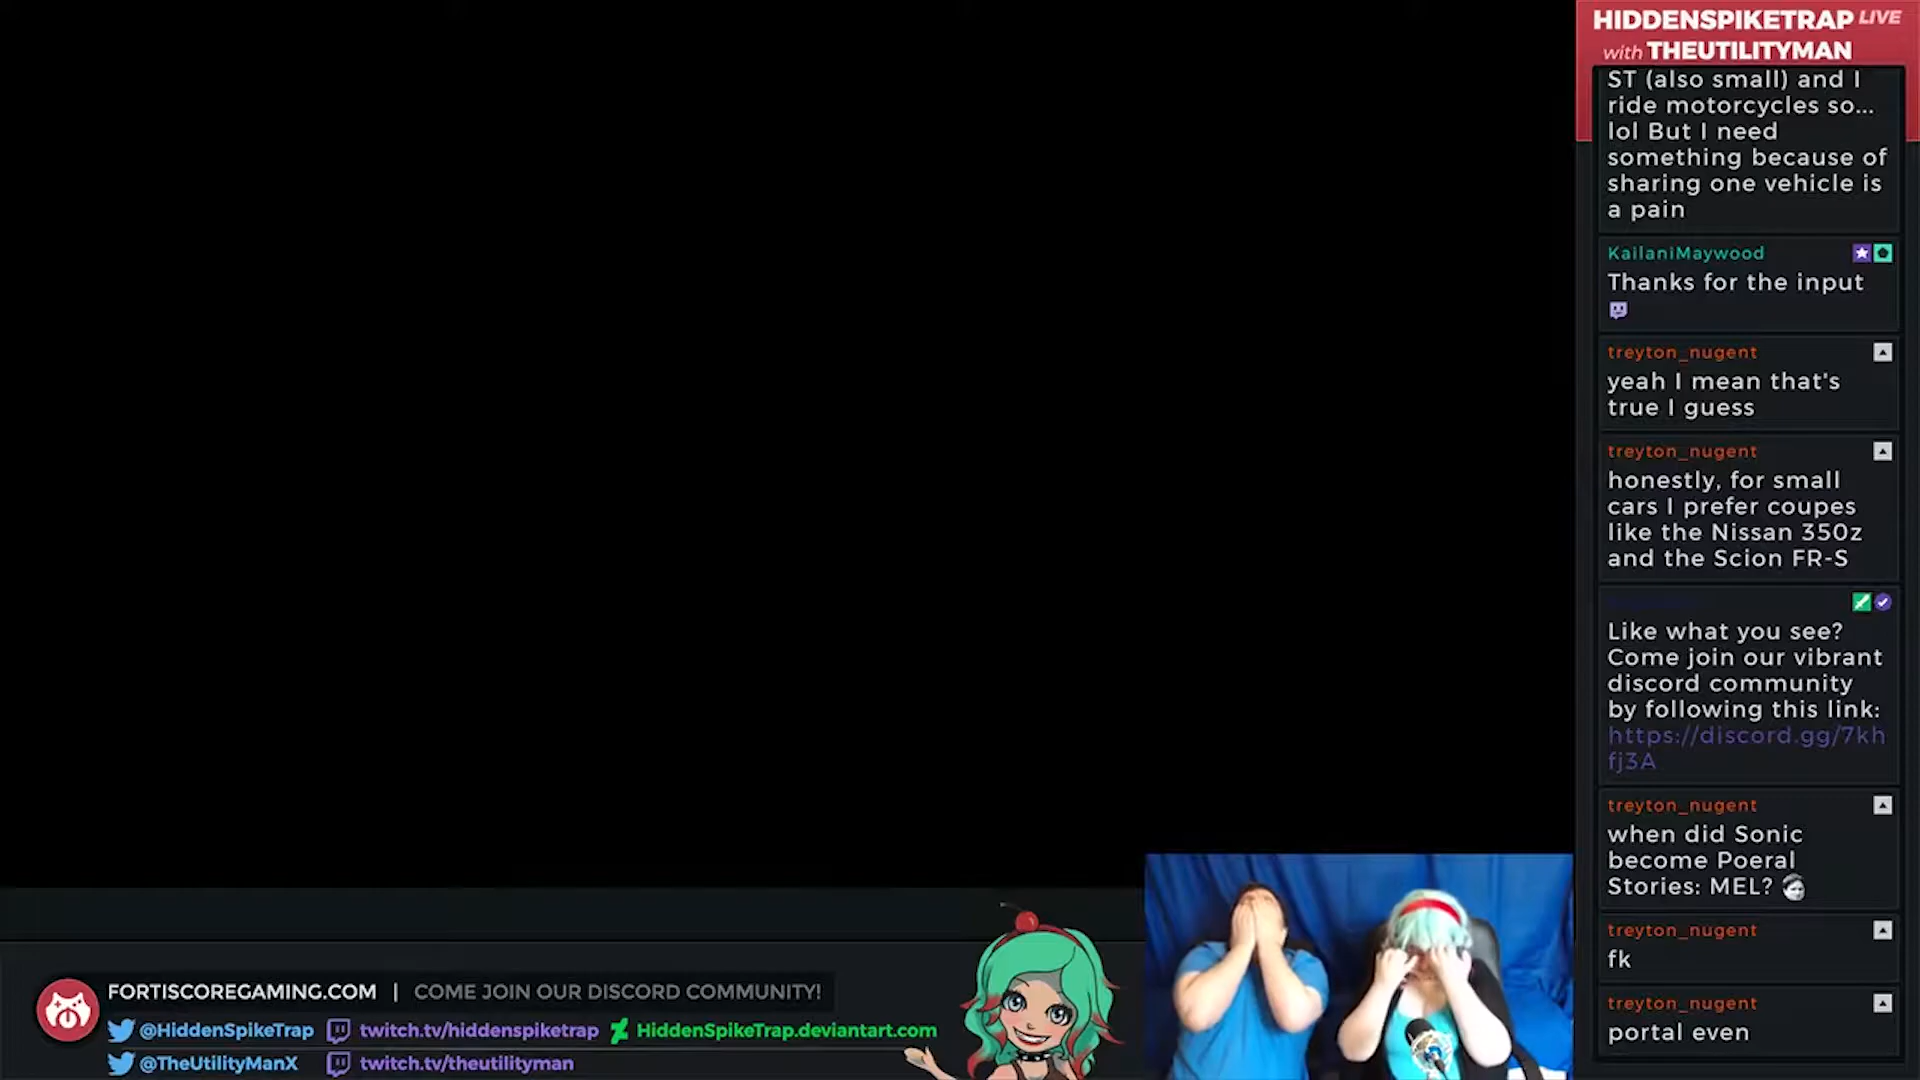 HIDDENSPIKETRAP LIVE
with THEUTILITYMAN
ST (also small) and I
ride motorcycles so...
lol But I need
something because of
sharing one vehicle is
a pain
KailaniMaywood
Thanks for the input
treyton_nugent
yeah I mean that's
true I guess
treyton_nugent
honestly, for small
cars I prefer coupes
like the Nissan 350z
and the Scion FR-S
Like what you see?
Come join our vibrant
discord community
by following this link:
https://discord.gg/7kh
fj3A
treyton_nugent
when did Sonic
become Poeral
Stories: MEL?
treyton_nugent
fk
treyton_nugent
portal even
FORTISCOREGAMING.COM | COME JOIN OUR DISCORD COMMUNITY!
@HiddenSpikeTrap twitch.tv/hiddenspiketrap HiddenSpikeTrap.deviantart.com
@TheUtilityManX twitch.tv/theutilityman